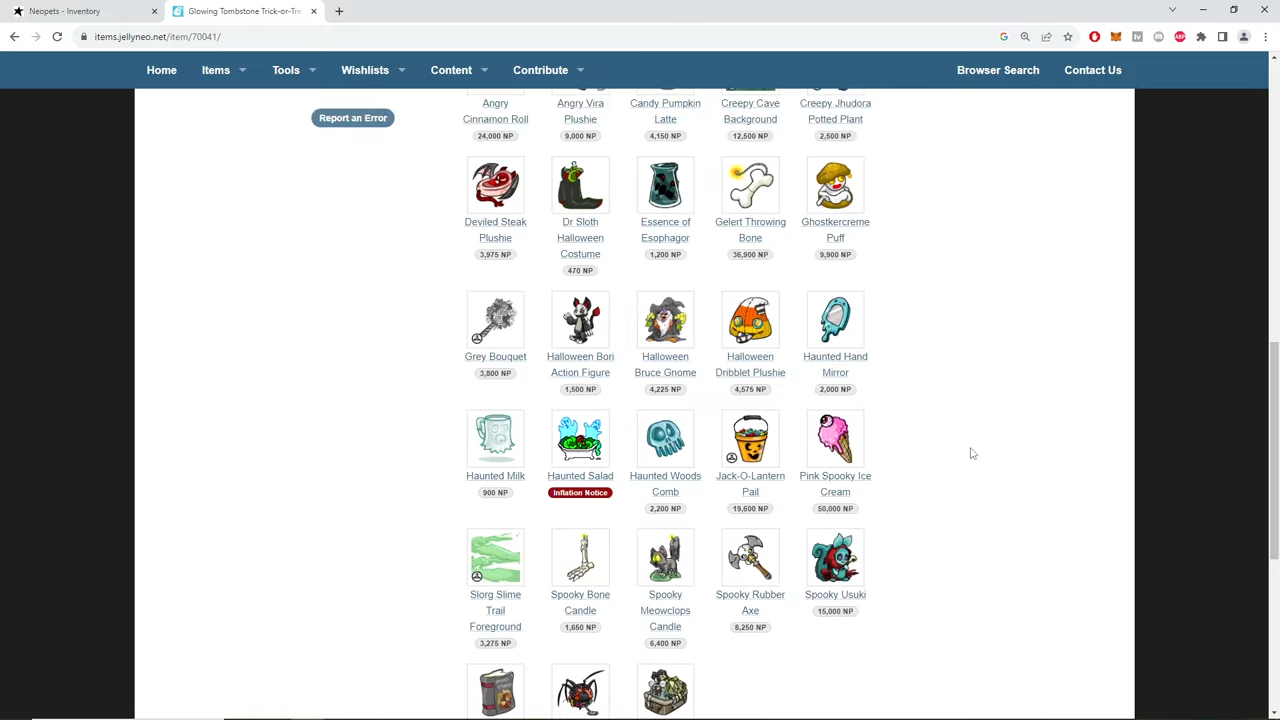 Neopets - Inventory
Glowing Tombstone Trick-or-Tre
items.jellyneo.net/item/70041/
Home Items Tools Wishlists Content Contribute Browser Search Contact Us
Report an Error
Angry Cinnamon Roll
24,000 NP
Angry Vira Plushie
9,000 NP
Candy Pumpkin Latte
4,150 NP
Creepy Cave Background
12,500 NP
Creepy Jhudora Potted Plant
2,500 NP
Deviled Steak Plushie
3,975 NP
Dr Sloth Halloween Costume
470 NP
Essence of Esophagor
1,200 NP
Gelert Throwing Bone
36,900 NP
Ghostkercreme Puff
9,900 NP
Grey Bouquet
3,800 NP
Halloween Bori Action Figure
1,500 NP
Halloween Bruce Gnome
4,225 NP
Halloween Dribblet Plushie
4,575 NP
Haunted Hand Mirror
2,000 NP
Haunted Milk
900 NP
Haunted Salad
Inflation Notice
Haunted Woods Comb
2,200 NP
Jack-O-Lantern Pail
19,600 NP
Pink Spooky Ice Cream
50,000 NP
Slorg Slime Trail Foreground
3,275 NP
Spooky Bone Candle
1,650 NP
Spooky Meowclops Candle
6,400 NP
Spooky Rubber Axe
8,250 NP
Spooky Usuki
15,000 NP